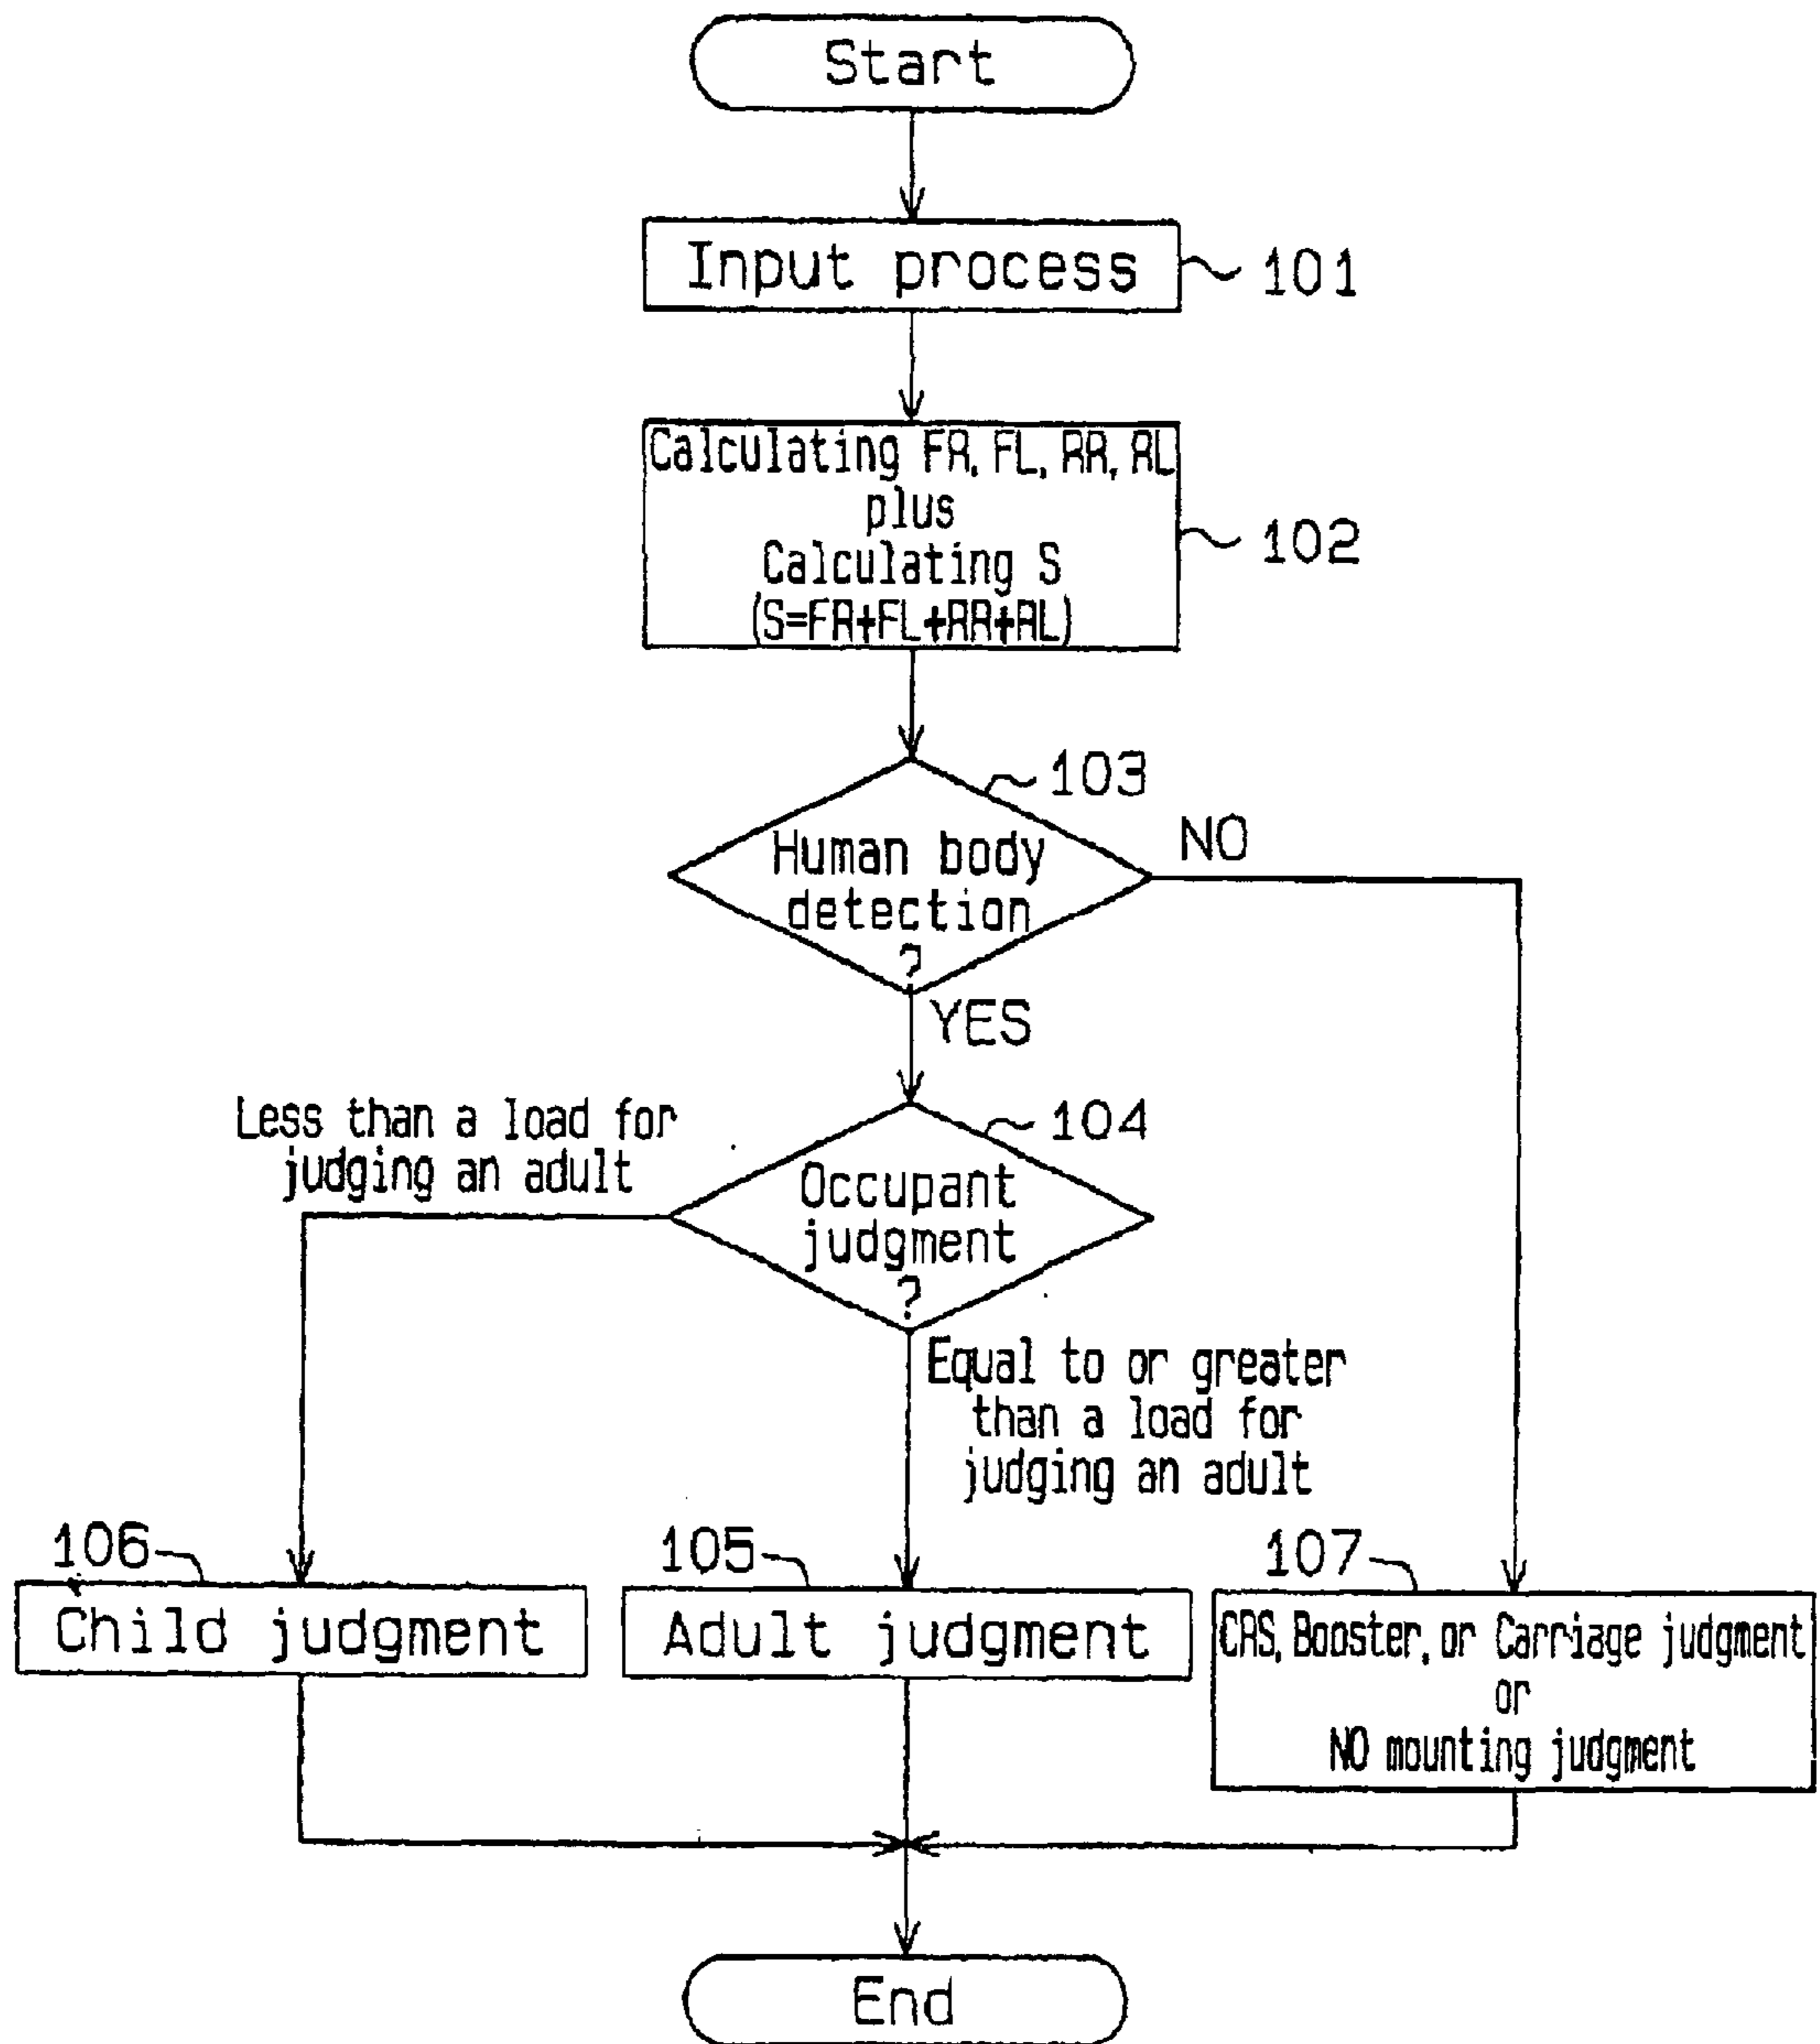 Start
Input process
101
Calculating FR, FL, RR, RL
plus
Calculating S
(S=FR+FL+RR+RL)
102
103
Human body
detection
?
NO
YES
Less than a load for
judging an adult
104
Occupant
judgment
?
Equal to or greater
than a load for
judging an adult
106
Child judgment
105
Adult judgment
107
CRS, Booster, or Carriage judgment
or
NO mounting judgment
End